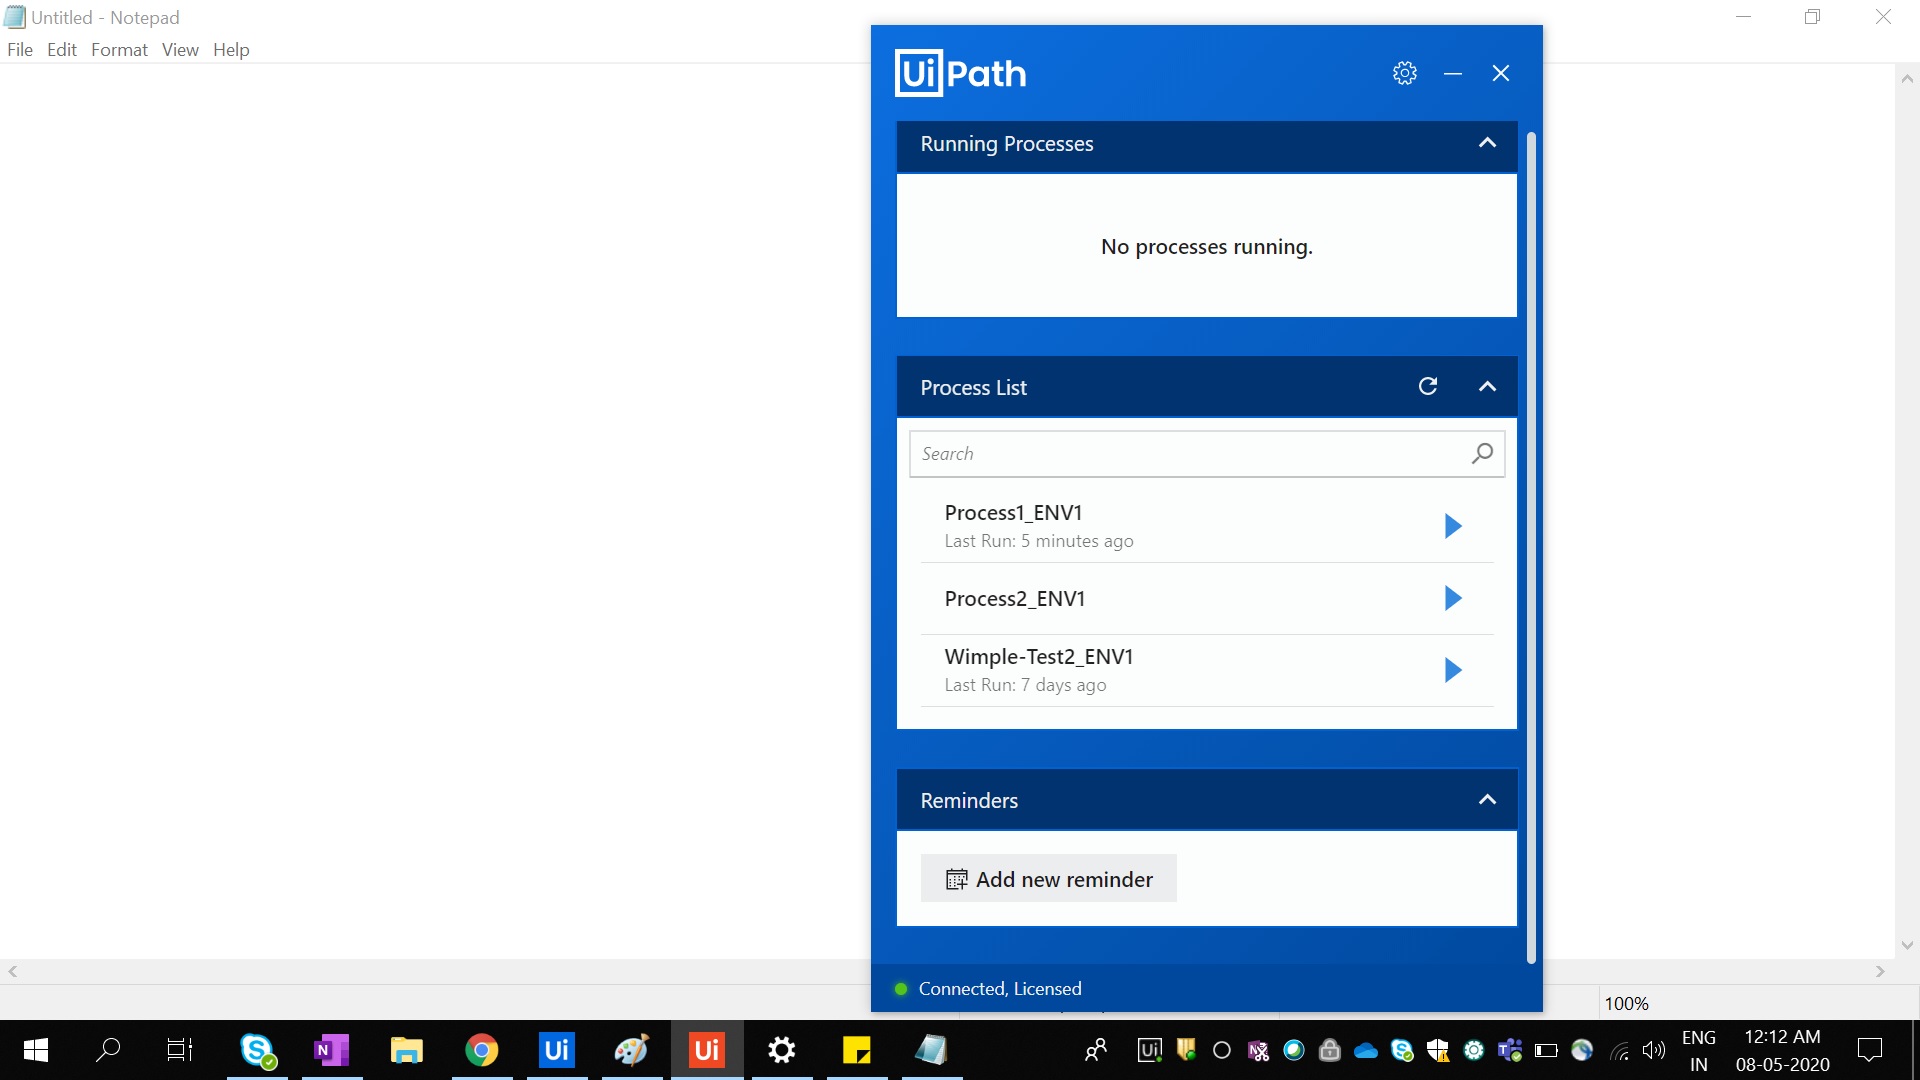 Untitled - Notepad
File Edit Format View Help
UiPath
Running Processes
No processes running.
Process List
Search
Process1_ENV1
Last Run: 5 minutes ago
Process2_ENV1
Wimple-Test2_ENV1
Last Run: 7 days ago
Reminders
Add new reminder
Connected, Licensed
100%
S N Ui Ui
Ui
ENG
IN
12:12 AM
08-05-2020